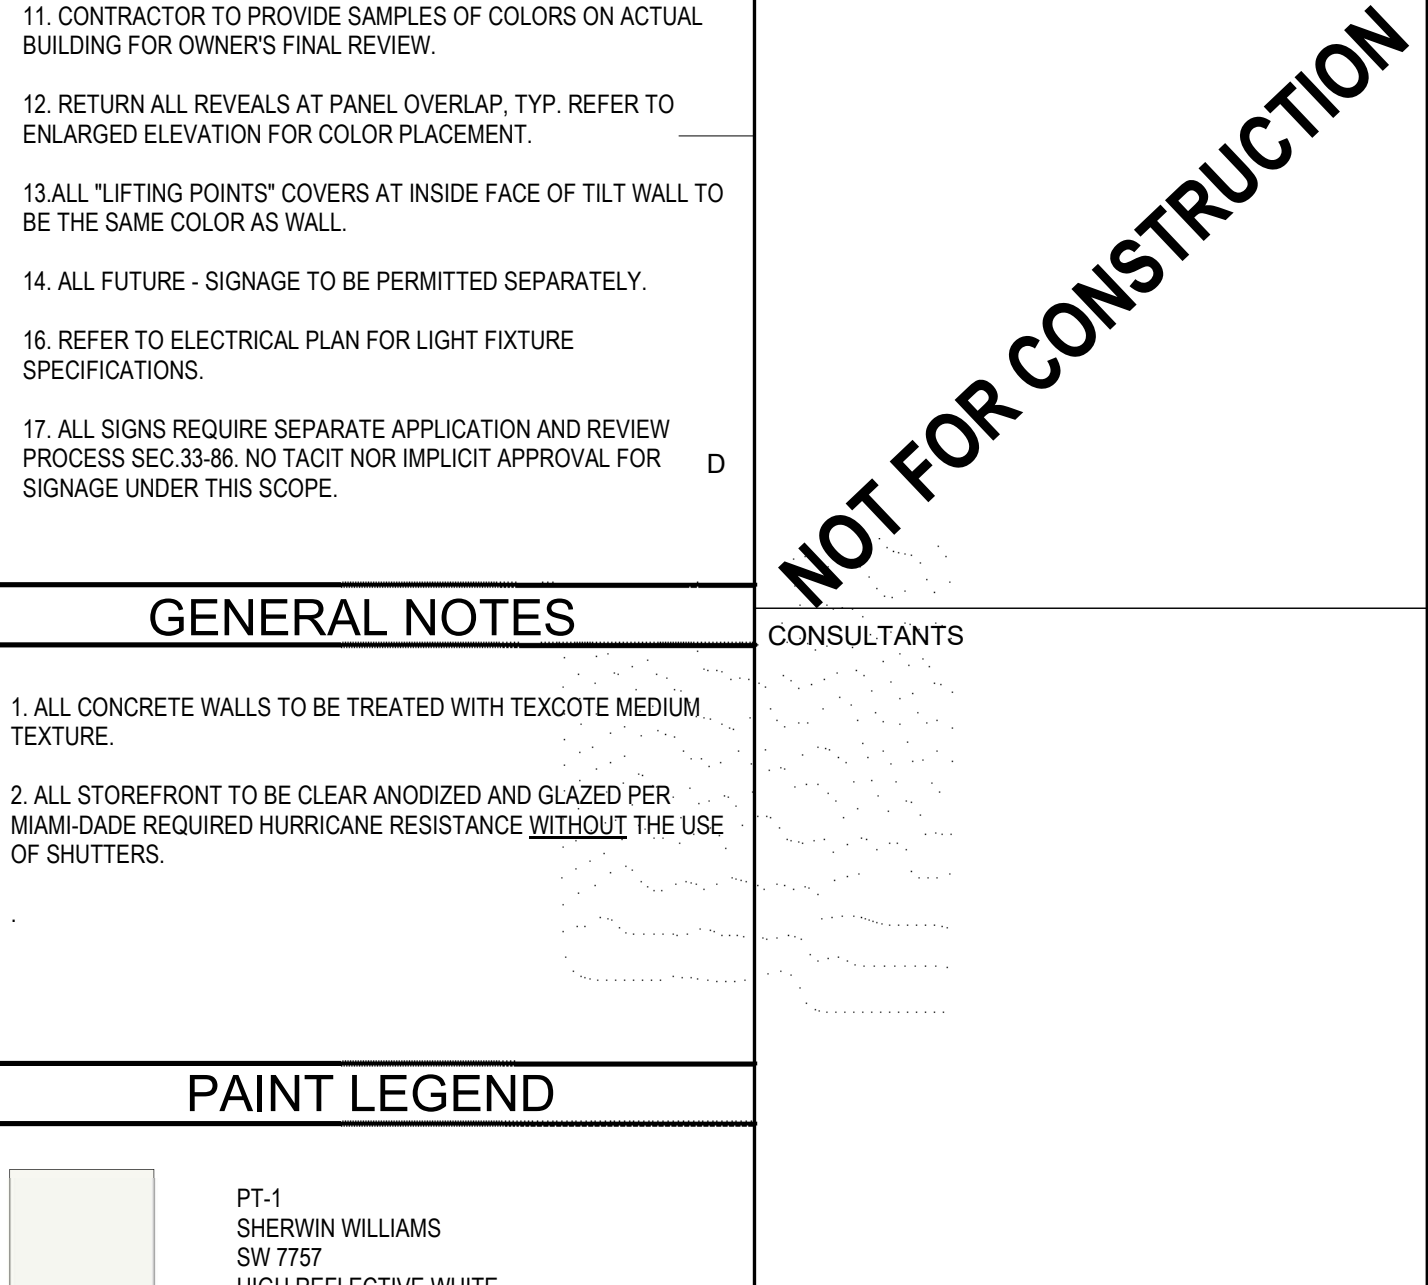 11. CONTRACTOR TO PROVIDE SAMPLES OF COLORS ON ACTUAL
BUILDING FOR OWNER'S FINAL REVIEW.
12. RETURN ALL REVEALS AT PANEL OVERLAP, TYP. REFER TO
ENLARGED ELEVATION FOR COLOR PLACEMENT.
13.ALL "LIFTING POINTS" COVERS AT INSIDE FACE OF TILT WALL TO
BE THE SAME COLOR AS WALL.
14. ALL FUTURE - SIGNAGE TO BE PERMITTED SEPARATELY.
16. REFER TO ELECTRICAL PLAN FOR LIGHT FIXTURE
SPECIFICATIONS.
17. ALL SIGNS REQUIRE SEPARATE APPLICATION AND REVIEW
PROCESS SEC.33-86. NO TACIT NOR IMPLICIT APPROVAL FOR
SIGNAGE UNDER THIS SCOPE.
D
GENERAL NOTES
1. ALL CONCRETE WALLS TO BE TREATED WITH TEXCOTE MEDIUM
TEXTURE.
2. ALL STOREFRONT TO BE CLEAR ANODIZED AND GLAZED PER
MIAMI-DADE REQUIRED HURRICANE RESISTANCE WITHOUT THE USE
OF SHUTTERS.
.
PAINT LEGEND
PT-1
SHERWIN WILLIAMS
SW 7757
HIGH REFLECTIVE WHITE
NOT FOR CONSTRUCTION
CONSULTANTS